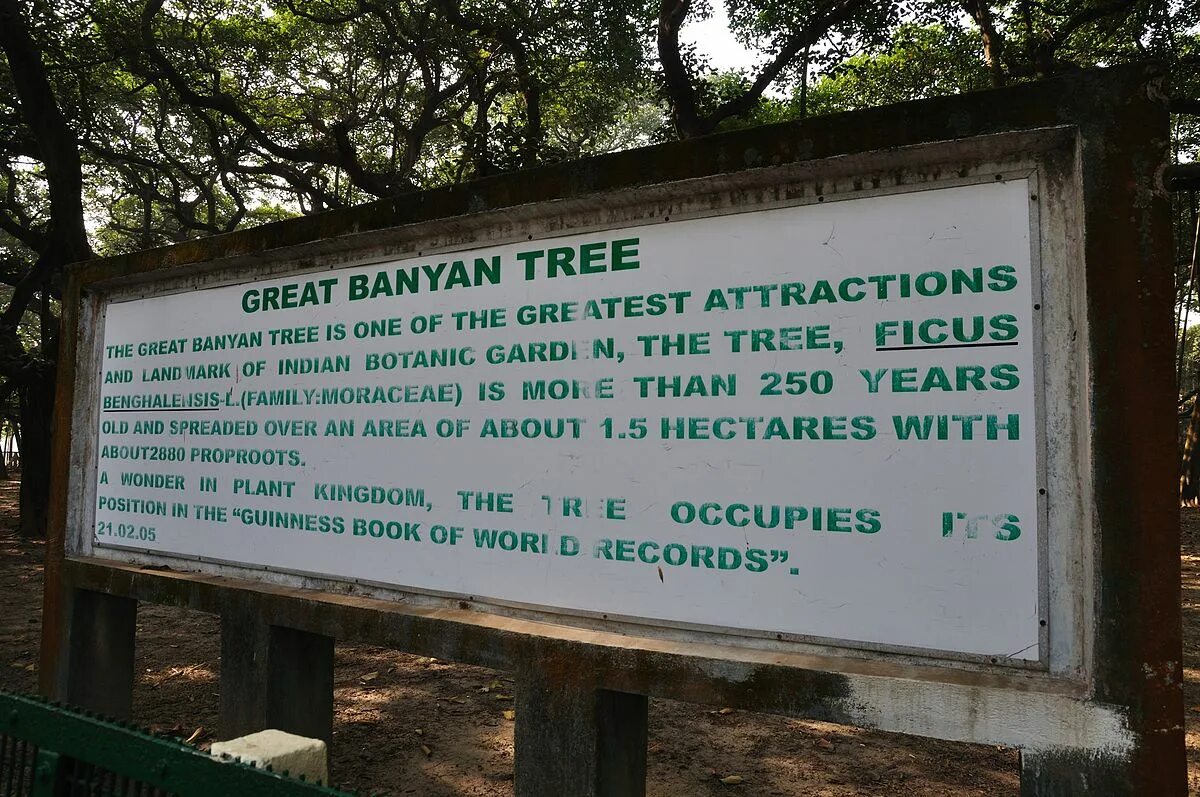 GREAT BANYAN TREE
THE GREAT BANYAN TREE IS ONE OF THE GREATEST ATTRACTIONS
AND LANDMARK OF INDIAN BOTANIC GARDEN, THE TREE, FICUS
BENGHALENSIS-L.(FAMILY:MORACEAE) IS MORE THAN 250 YEARS
OLD AND SPREADED OVER AN AREA OF ABOUT 1.5 HECTARES WITH
ABOUT2880 PROPROOTS.
A WONDER IN PLANT KINGDOM, THE TREE OCCUPIES ITS
POSITION IN THE “GUINNESS BOOK OF WORLD RECORDS”.
21.02.05